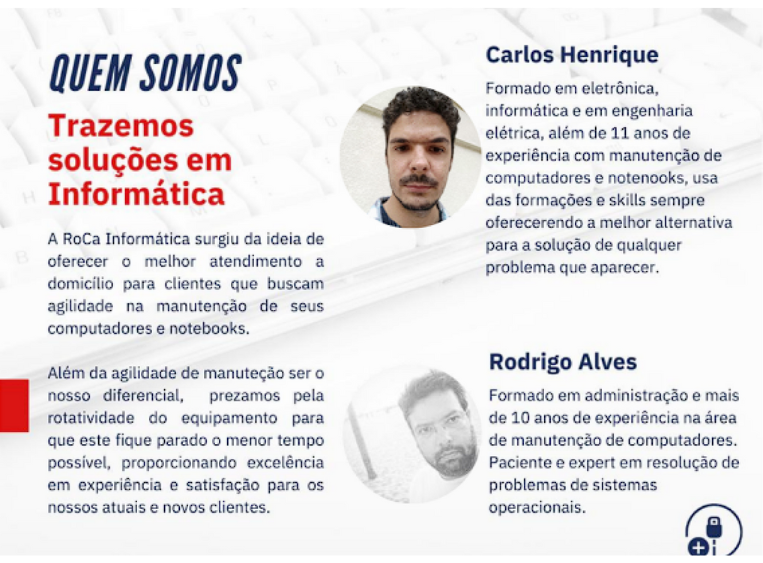 QUEM SOMOS
Trazemos
soluções em
Informática
A RoCa Informática surgiu da ideia de
oferecer o melhor atendimento a
domicílio para clientes que buscam
agilidade na manutenção de seus
computadores e notebooks.
Além da agilidade de manuteção ser o
nosso diferencial, prezamos pela
rotatividade do equipamento para
que este fique parado o menor tempo
possível, proporcionando excelência
em experiência e satisfação para os
nossos atuais e novos clientes.
Carlos Henrique
Formado em eletrônica,
informática e em engenharia
elétrica, além de 11 anos de
experiência com manutenção de
computadores e notenooks, usa
das formações e skills sempre
oferecerendo a melhor alternativa
para a solução de qualquer
problema que aparecer.
Rodrigo Alves
Formado em administração e mais
de 10 anos de experiência na área
de manutenção de computadores.
Paciente e expert em resolução de
problemas de sistemas
operacionais.